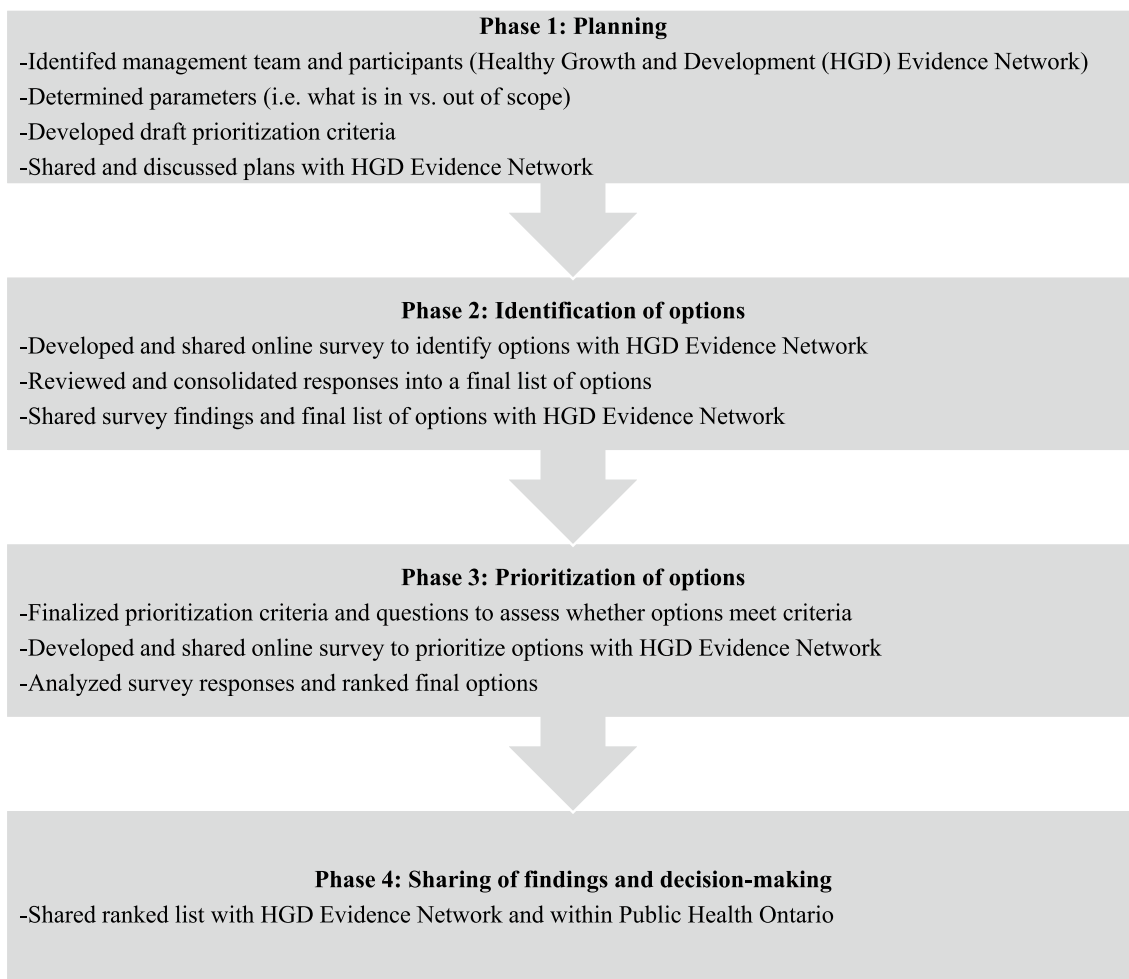 Phase 1: Planning
-Identifed management team and participants (Healthy Growth and Development (HGD) Evidence Network)
-Determined parameters (i.e. what is in vs. out of scope)
-Developed draft prioritization criteria
-Shared and discussed plans with HGD Evidence Network
Phase 2: Identification of options
-Developed and shared online survey to identify options with HGD Evidence Network
-Reviewed and consolidated responses into a final list of options
-Shared survey findings and final list of options with HGD Evidence Network
Phase 3: Prioritization of options
-Finalized prioritization criteria and questions to assess whether options meet criteria
-Developed and shared online survey to prioritize options with HGD Evidence Network
-Analyzed survey responses and ranked final options
Phase 4: Sharing of findings and decision-making
-Shared ranked list with HGD Evidence Network and within Public Health Ontario